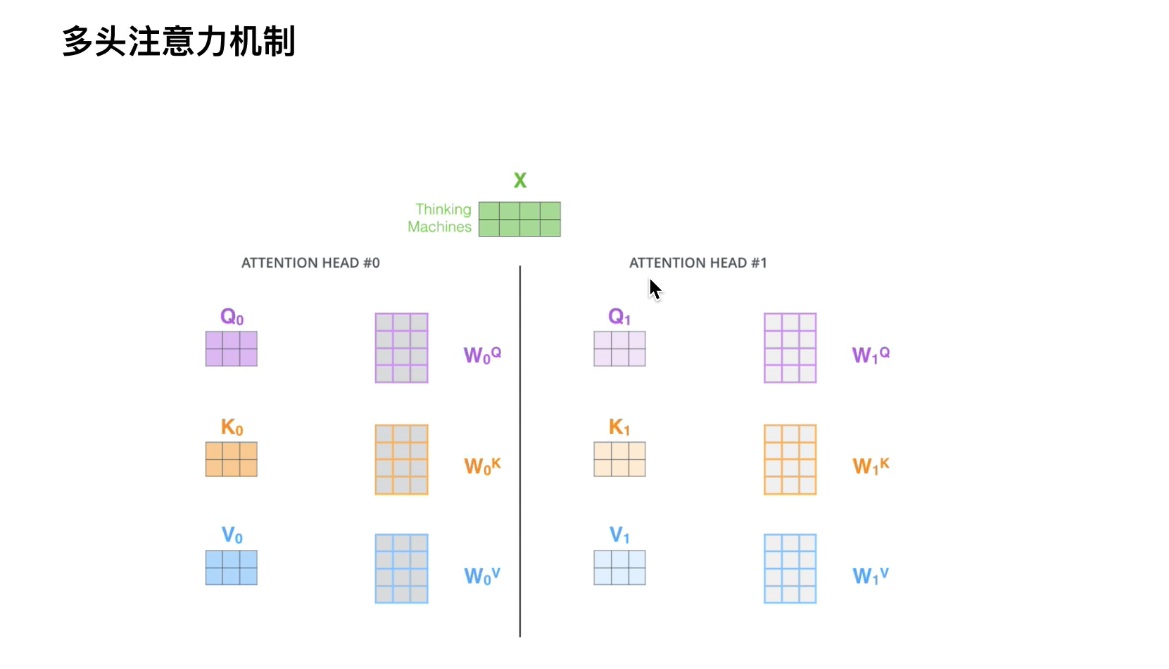 多头注意力机制
X
Thinking
Machines
ATTENTION HEAD #0
ATTENTION HEAD #1
Q₀
W₀Q
Q₁
W₁Q
K₀
W₀K
K₁
W₁K
V₀
W₀V
V₁
W₁V